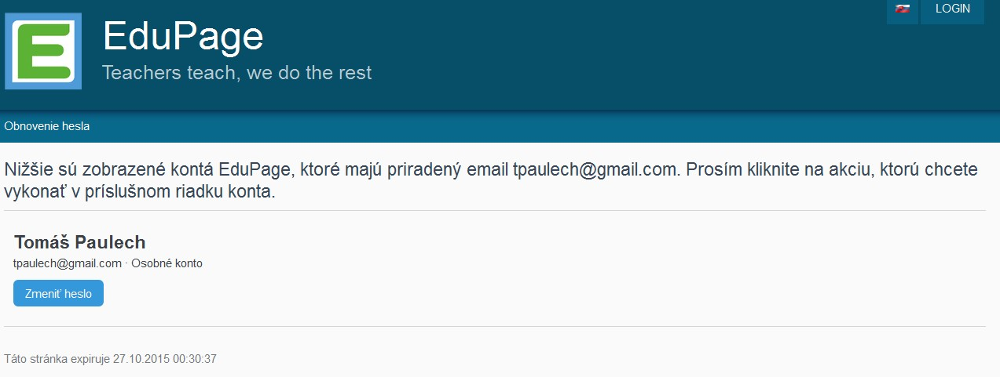 LOGIN
EduPage
Teachers teach, we do the rest
Obnovenie hesla
Nižšie sú zobrazené kontá EduPage, ktoré majú priradený email tpaulech@gmail.com. Prosím kliknite na akciu, ktorú chcete
vykonať v príslušnom riadku konta.
Tomáš Paulech
tpaulech@gmail.com · Osobné konto
Zmeniť heslo
Táto stránka expiruje 27.10.2015 00:30:37